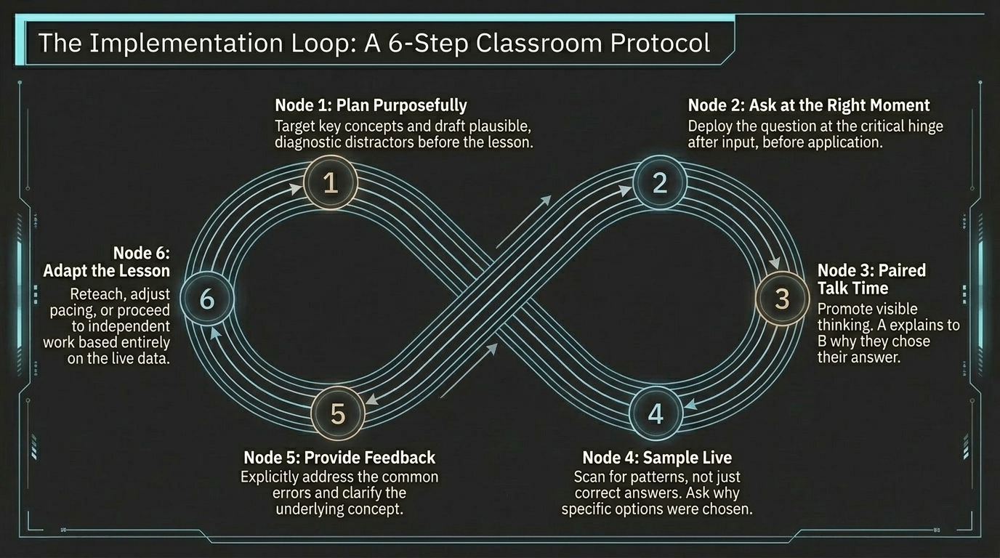 The Implementation Loop: A 6-Step Classroom Protocol
Node 1: Plan Purposefully
Target key concepts and draft plausible,
diagnostic distractors before the lesson.
Node 2: Ask at the Right Moment
Deploy the question at the critical hinge
after input, before application.
1
2
Node 3: Paired
Talk Time
Promote visible
thinking. A explains to
B why they chose
their answer.
3
4
Node 4: Sample Live
Scan for patterns, not just
correct answers. Ask why
specific options were chosen.
5
Node 5: Provide Feedback
Explicitly address the common
errors and clarify the
underlying concept.
6
Node 6:
Adapt the Lesson
Reteach, adjust
pacing, or proceed
to independent
work based entirely
on the live data.